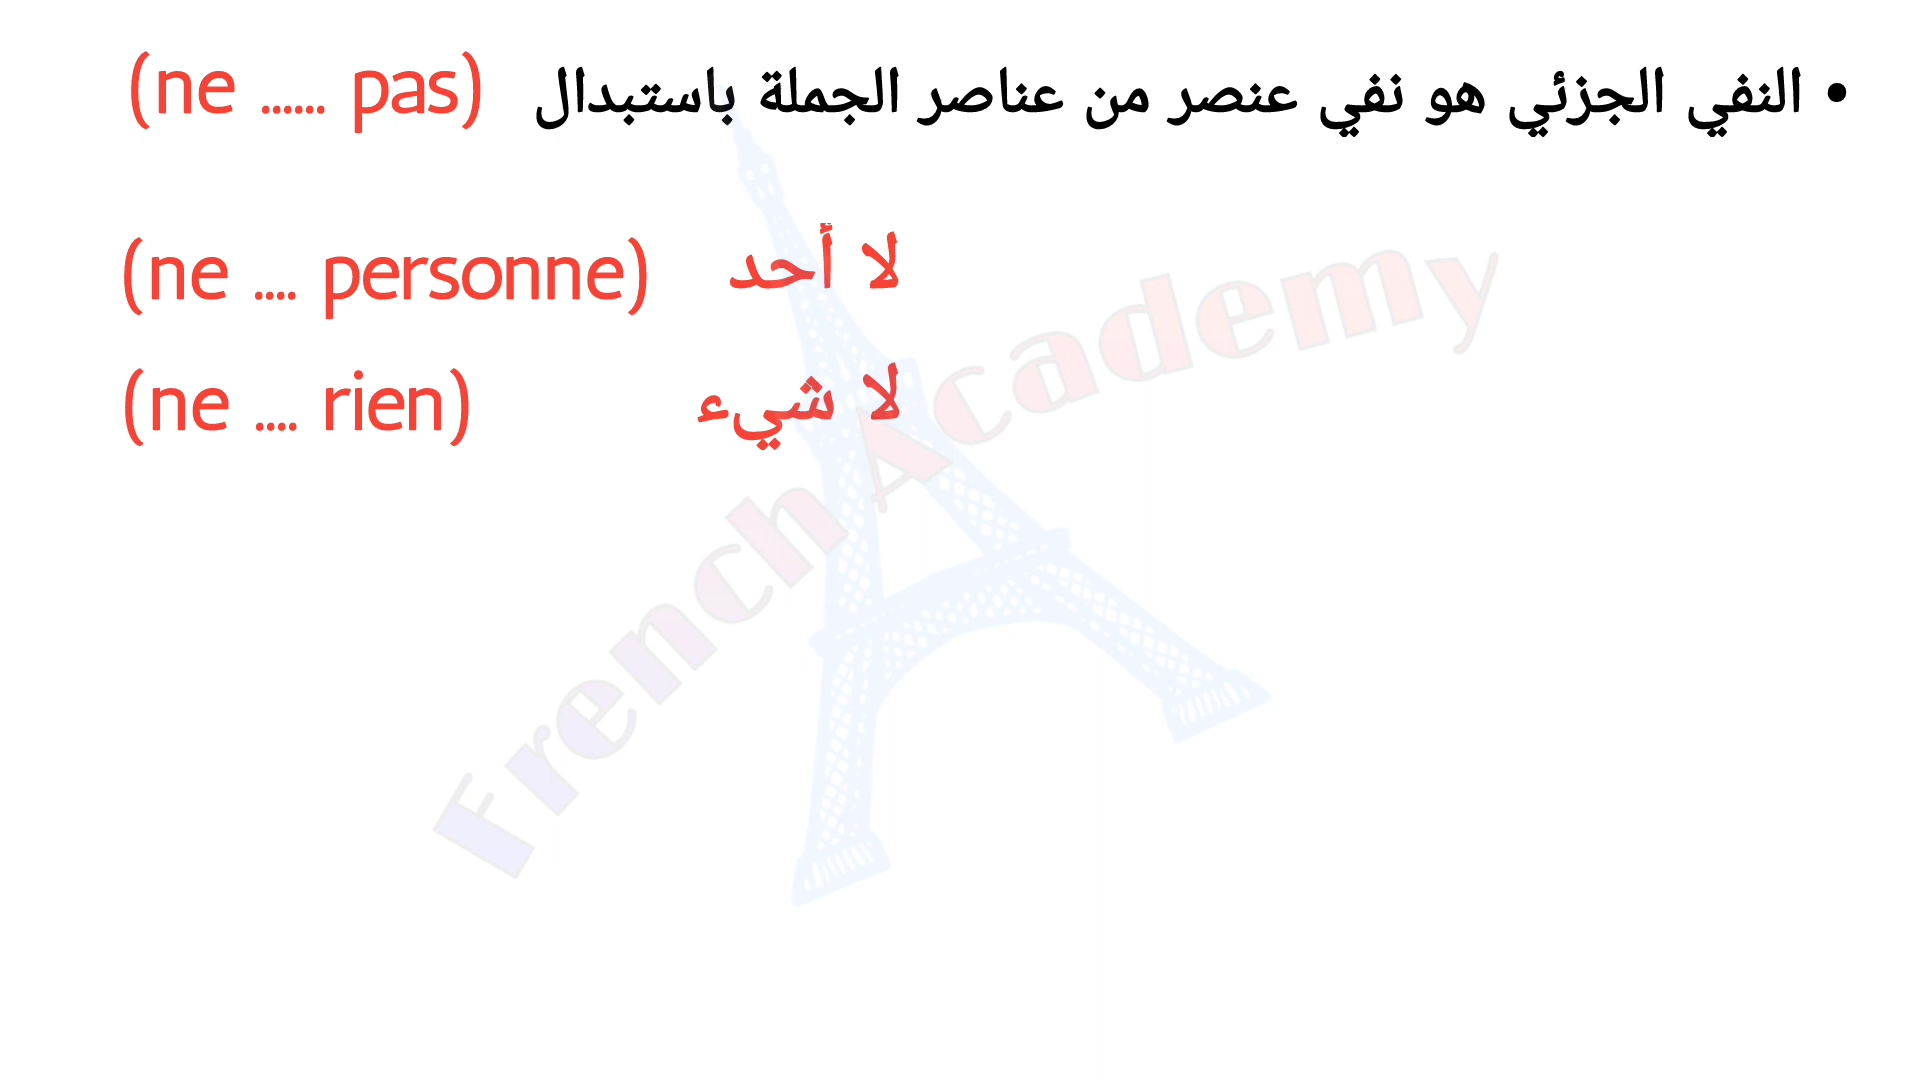 • النفي الجزئي هو نفي عنصر من عناصر الجملة باستبدال (ne ...... pas)
لا أحد (ne .... personne)
لا شيء (ne .... rien)
French Academy